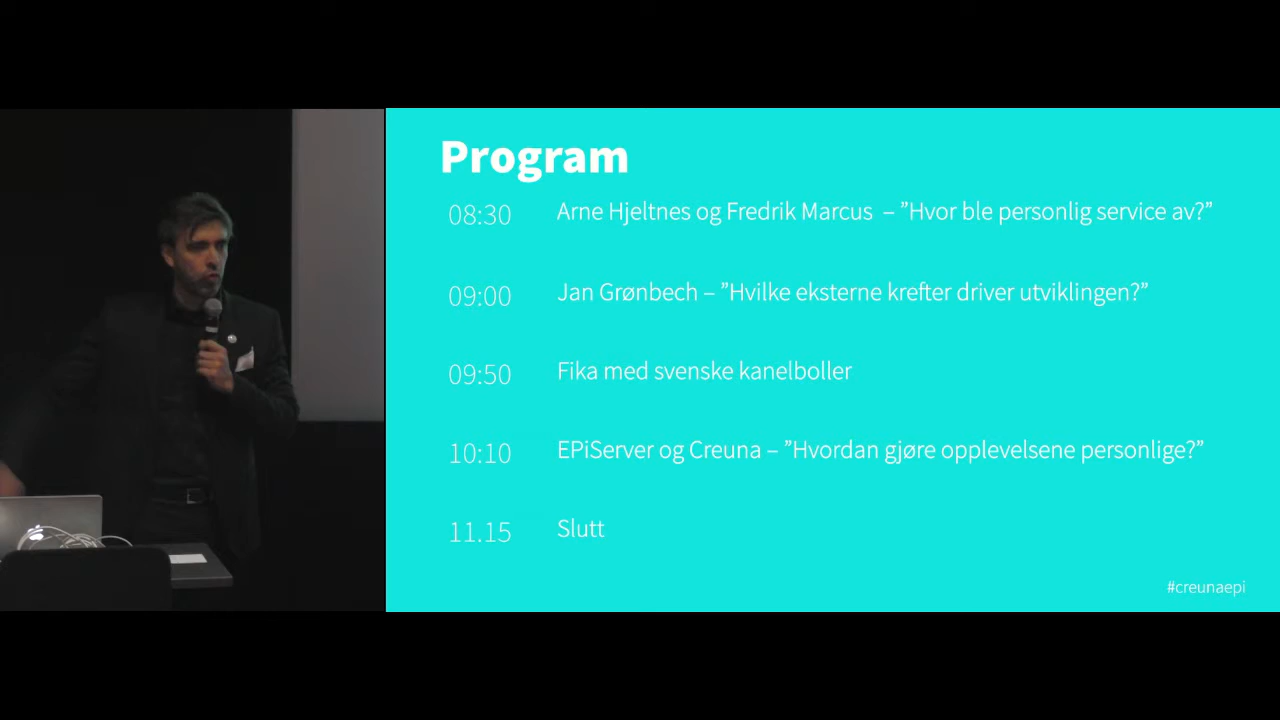 Program
08:30 Arne Hjeltnes og Fredrik Marcus – ”Hvor ble personlig service av?”
09:00 Jan Grønbech – ”Hvilke eksterne krefter driver utviklingen?”
09:50 Fika med svenske kanelboller
10:10 EPiServer og Creuna – ”Hvordan gjøre opplevelsene personlige?”
11.15 Slutt
#creunaepi